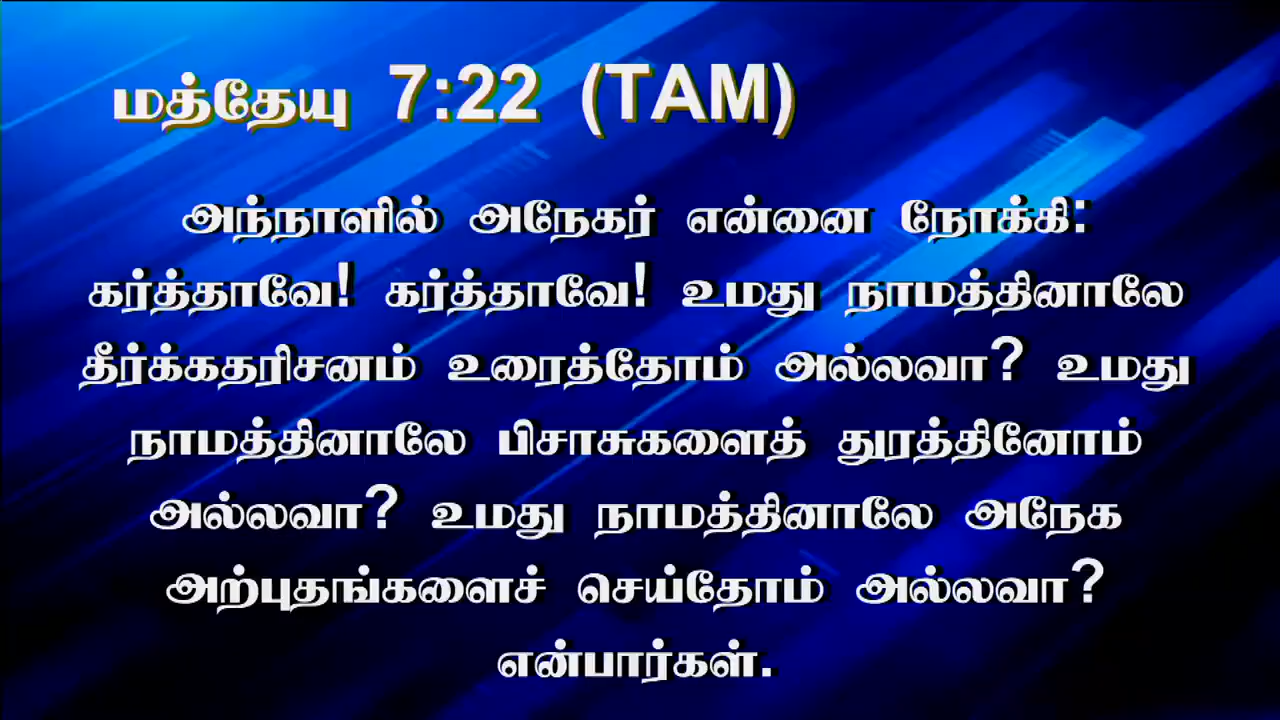 மத்தேயு 7:22 (TAM)
அந்நாளில் அநேகர் என்னை நோக்கி:
கர்த்தாவே! கர்த்தாவே! உமது நாமத்தினாலே
தீர்க்கதரிசனம் உரைத்தோம் அல்லவா? உமது
நாமத்தினாலே பிசாசுகளைத் துரத்தினோம்
அல்லவா? உமது நாமத்தினாலே அநேக
அற்புதங்களைச் செய்தோம் அல்லவா?
என்பார்கள்.